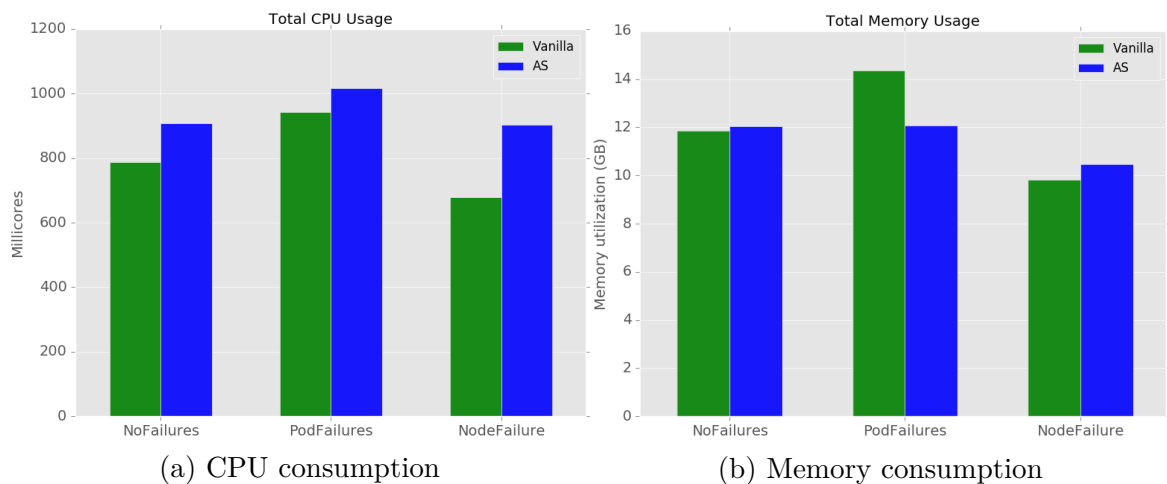 Total CPU Usage
1200
1000
800
600
400
200
0
Millicores
Vanilla
AS
NoFailures
PodFailures
NodeFailure
(a) CPU consumption
Total Memory Usage
16
14
12
10
8
6
4
2
0
Memory utilization (GB)
Vanilla
AS
NoFailures
PodFailures
NodeFailure
(b) Memory consumption